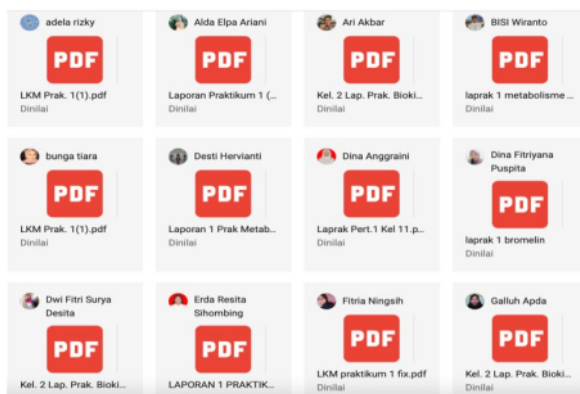 adela rizky
PDF
LKM Prak. 1(1).pdf
Dinilai
Alda Elpa Ariani
PDF
Laporan Praktikum 1 (...
Dinilai
Ari Akbar
PDF
Kel. 2 Lap. Prak. Bioki...
Dinilai
BISI Wiranto
PDF
laprak 1 metabolisme ...
Dinilai
bunga tiara
PDF
LKM Prak. 1(1).pdf
Dinilai
Desti Hervianti
PDF
Laporan 1 Prak Metab...
Dinilai
Dina Anggraini
PDF
Laprak Pert.1 Kel 11.p...
Dinilai
Dina Fitriyana
Puspita
PDF
laprak 1 bromelin
Dinilai
Dwi Fitri Surya
Desita
PDF
Kel. 2 Lap. Prak. Bioki...
Erda Resita
Sihombing
PDF
LAPORAN 1 PRAKTIK...
Fitria Ningsih
PDF
LKM praktikum 1 fix.pdf
Dinilai
Galluh Apda
PDF
Kel. 2 Lap. Prak. Bioki...
Dinilai